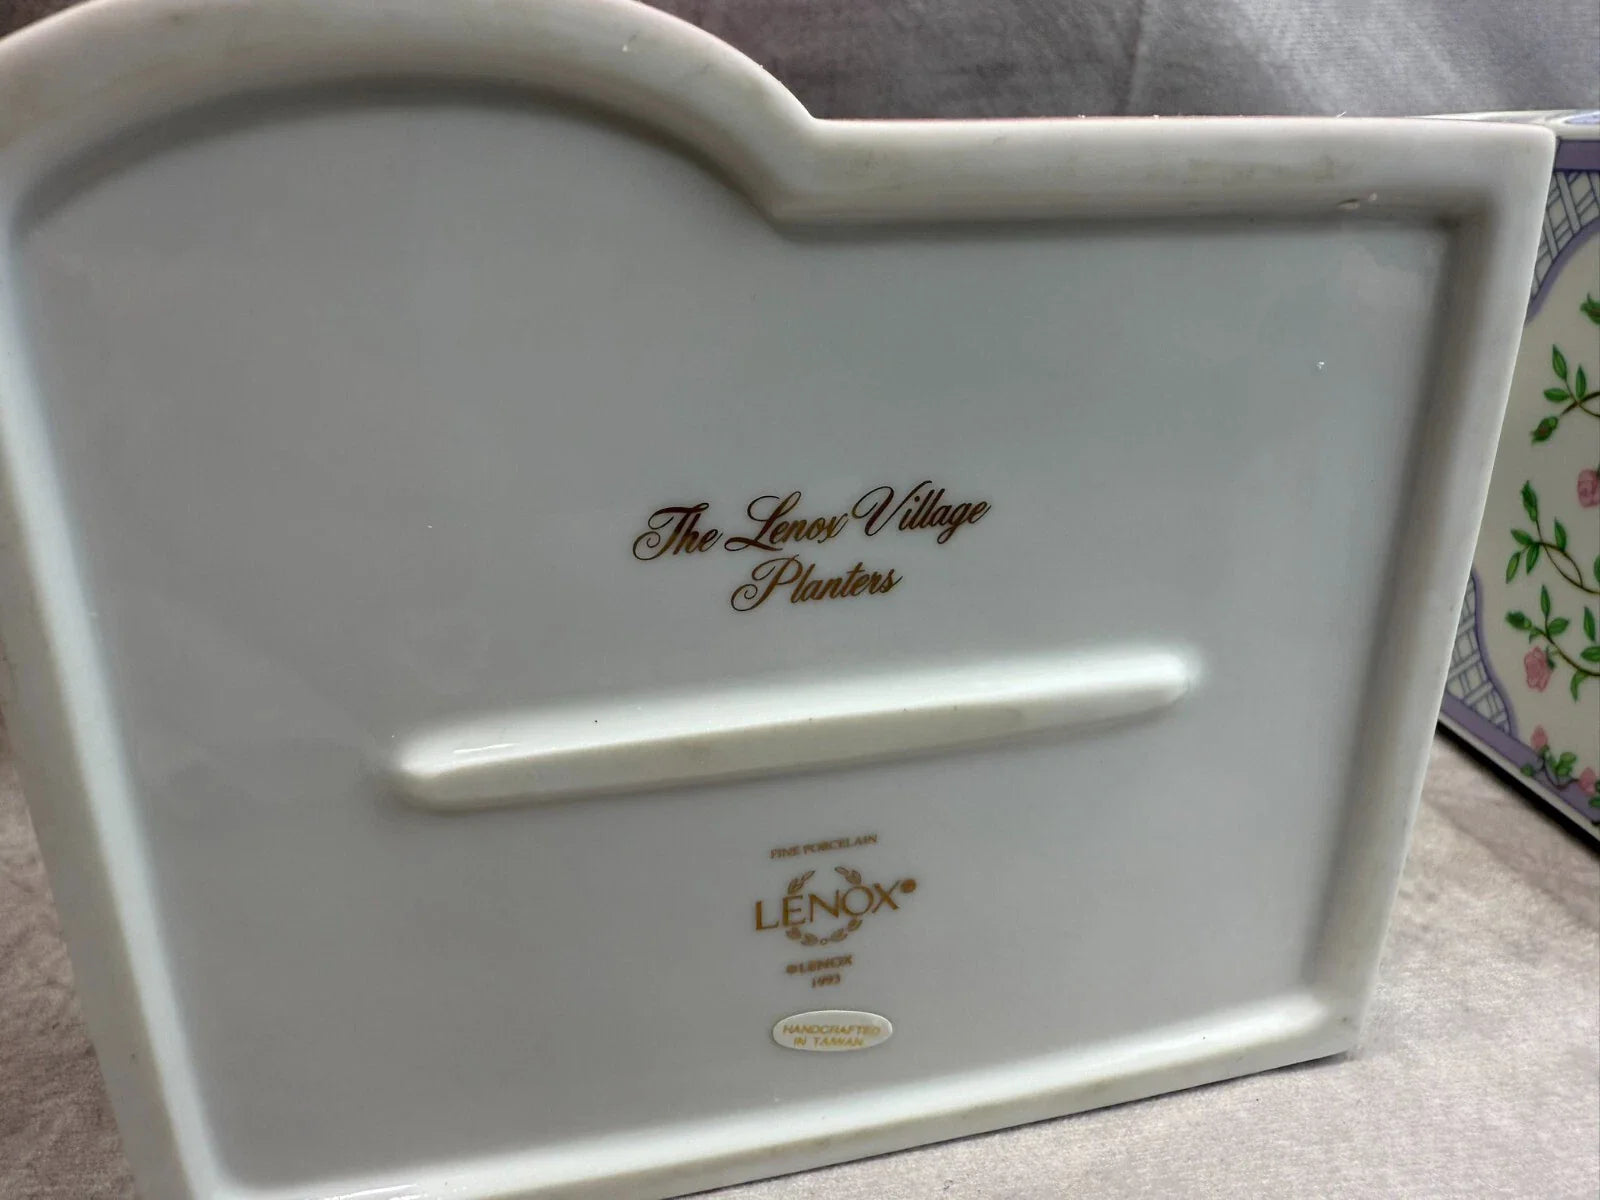 The Lenox Village
Planters
FINE PORCELAIN
LENOX®
©LENOX
1993
HANDCRAFTED
IN TAIWAN